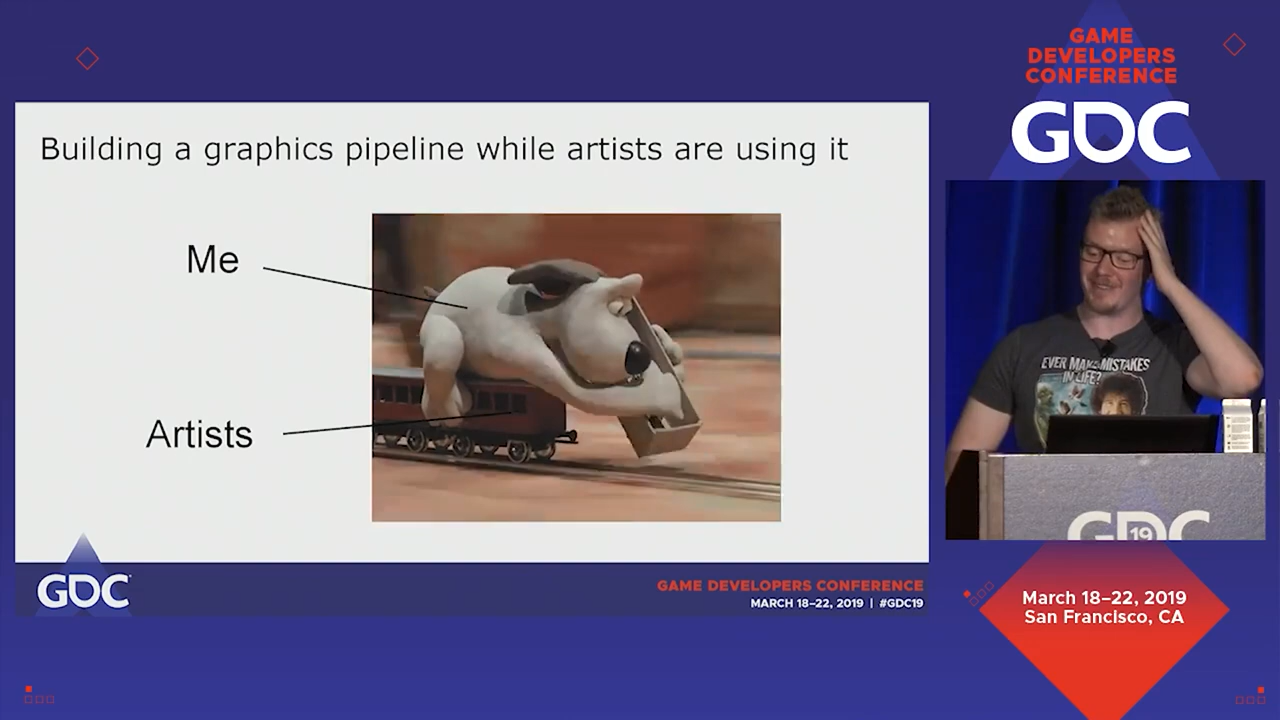 GAME
DEVELOPERS
CONFERENCE
GDC
Building a graphics pipeline while artists are using it
Me
Artists
EVER MAKE MISTAKES
IN LIFE?
GDC
19
GDC
GAME DEVELOPERS CONFERENCE
MARCH 18–22, 2019 | #GDC19
March 18–22, 2019
San Francisco, CA